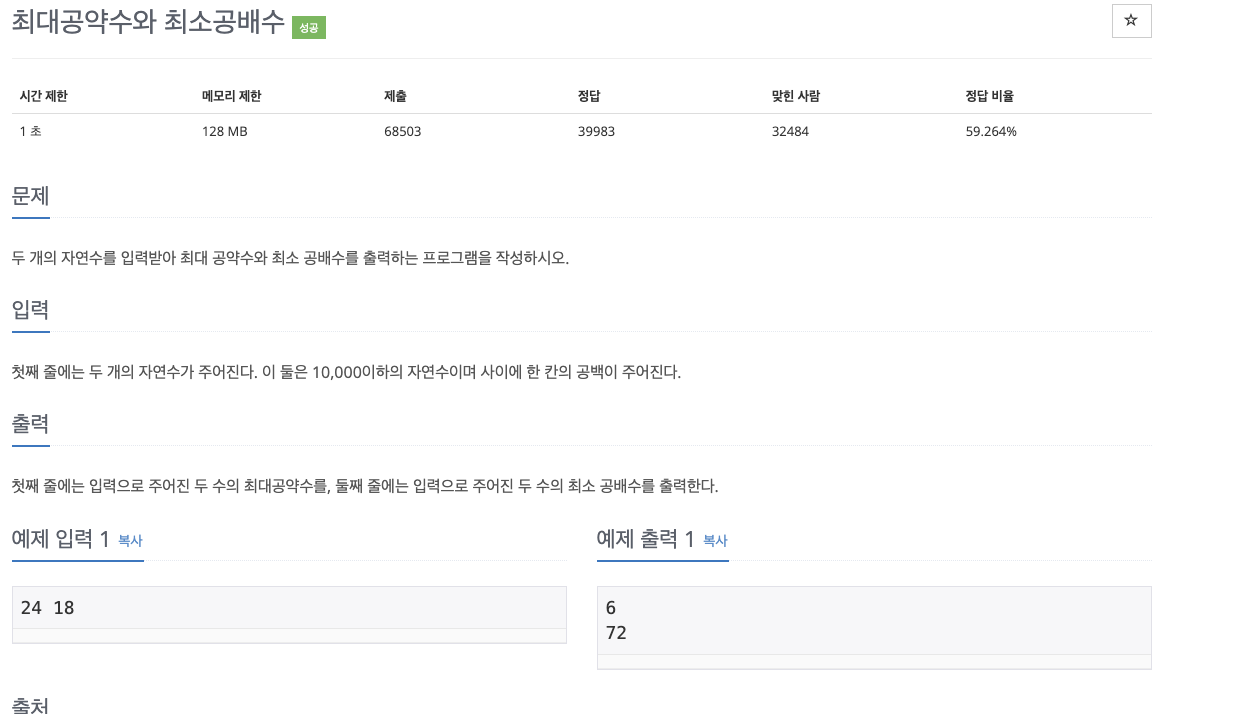 최대공약수와 최소공배수 성공
☆
시간 제한 메모리 제한 제출 정답 맞힌 사람 정답 비율
1 초 128 MB 68503 39983 32484 59.264%
문제
두 개의 자연수를 입력받아 최대 공약수와 최소 공배수를 출력하는 프로그램을 작성하시오.
입력
첫째 줄에는 두 개의 자연수가 주어진다. 이 둘은 10,000이하의 자연수이며 사이에 한 칸의 공백이 주어진다.
출력
첫째 줄에는 입력으로 주어진 두 수의 최대공약수를, 둘째 줄에는 입력으로 주어진 두 수의 최소 공배수를 출력한다.
예제 입력 1 복사
24 18
예제 출력 1 복사
6
72
출처